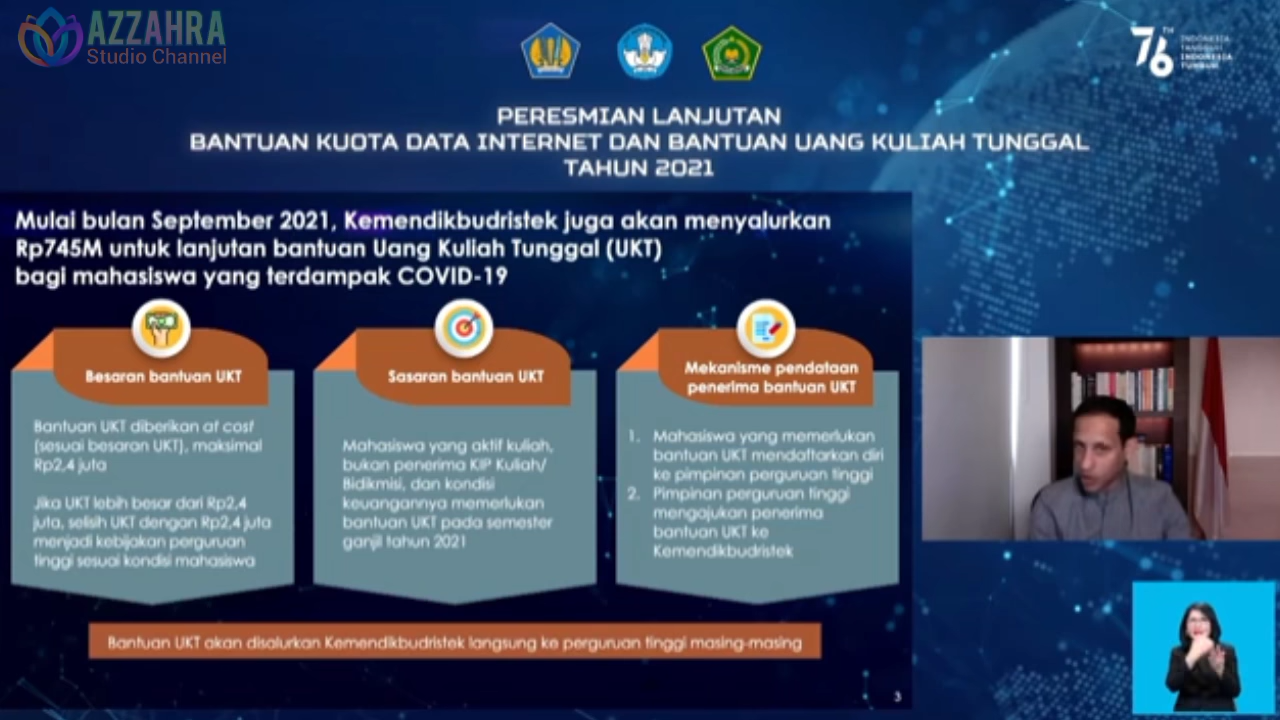 AZZAHRA
Studio Channel
76TH
INDONESIA
TANGGUH
INDONESIA
TUMBUH
PERESMIAN LANJUTAN
BANTUAN KUOTA DATA INTERNET DAN BANTUAN UANG KULIAH TUNGGAL
TAHUN 2021
Mulai bulan September 2021, Kemendikbudristek juga akan menyalurkan
Rp745M untuk lanjutan bantuan Uang Kuliah Tunggal (UKT)
bagi mahasiswa yang terdampak COVID-19
Besaran bantuan UKT
Bantuan UKT diberikan at cost
(sesuai besaran UKT), maksimal
Rp2,4 juta
Jika UKT lebih besar dari Rp2,4
juta, selisih UKT dengan Rp2,4 juta
menjadi kebijakan perguruan
tinggi sesuai kondisi mahasiswa
Sasaran bantuan UKT
Mahasiswa yang aktif kuliah,
bukan penerima KIP Kuliah/
Bidikmisi, dan kondisi
keuangannya memerlukan
bantuan UKT pada semester
ganjil tahun 2021
Mekanisme pendataan
penerima bantuan UKT
1. Mahasiswa yang memerlukan
bantuan UKT mendaftarkan diri
ke pimpinan perguruan tinggi
2. Pimpinan perguruan tinggi
mengajukan penerima
bantuan UKT ke
Kemendikbudristek
Bantuan UKT akan disalurkan Kemendikbudristek langsung ke perguruan tinggi masing-masing
3